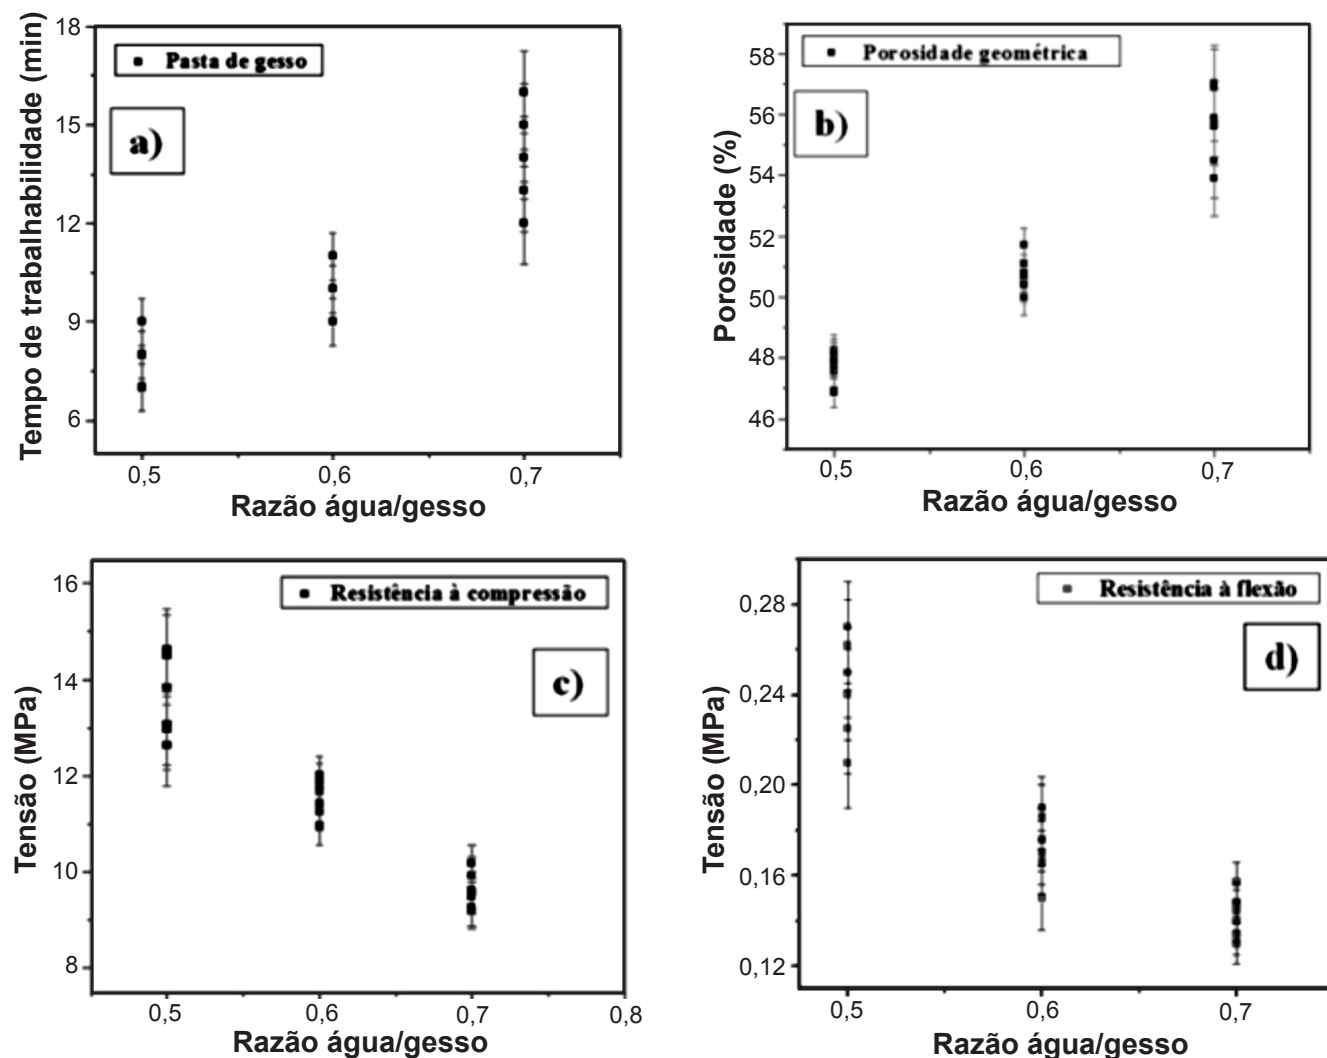 Tempo de trabalhabilidade (min)
18
15
12
9
6
Pasta de gesso
a)
0,5
0,6
0,7
Razão água/gesso
Porosidade (%)
58
56
54
52
50
48
46
Porosidade geométrica
b)
0,5
0,6
0,7
Razão água/gesso
Tensão (MPa)
16
14
12
10
8
Resistência à compressão
c)
0,5
0,6
0,7
0,8
Razão água/gesso
Tensão (MPa)
0,28
0,24
0,20
0,16
0,12
Resistência à flexão
d)
0,5
0,6
0,7
Razão água/gesso